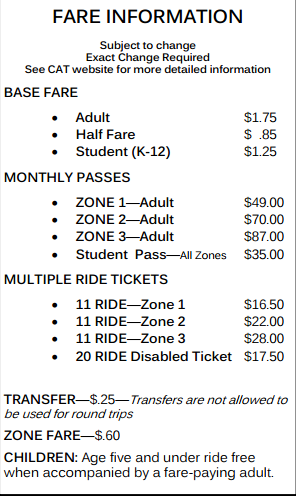 FARE INFORMATION
Subject to change
Exact Change Required
See CAT website for more detailed information
BASE FARE
• Adult $1.75
• Half Fare $ .85
• Student (K-12) $1.25
MONTHLY PASSES
• ZONE 1—Adult $49.00
• ZONE 2—Adult $70.00
• ZONE 3—Adult $87.00
• Student Pass—All Zones $35.00
MULTIPLE RIDE TICKETS
• 11 RIDE—Zone 1 $16.50
• 11 RIDE—Zone 2 $22.00
• 11 RIDE—Zone 3 $28.00
• 20 RIDE Disabled Ticket $17.50
TRANSFER—$.25—Transfers are not allowed to
be used for round trips
ZONE FARE—$.60
CHILDREN: Age five and under ride free
when accompanied by a fare-paying adult.